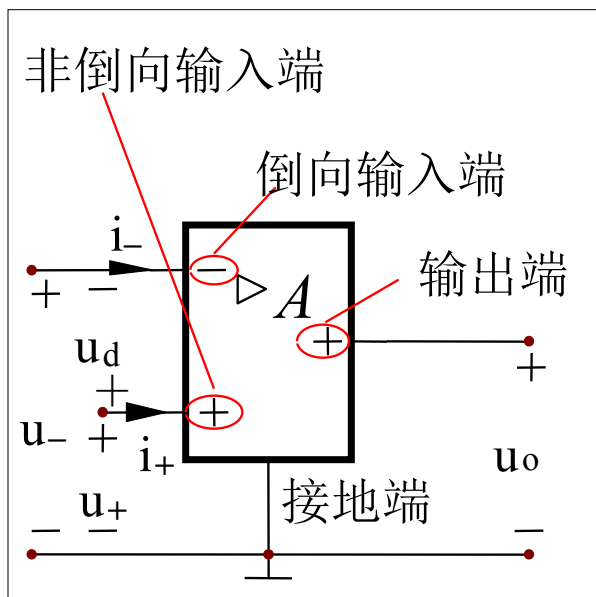 非倒向输入端
倒向输入端
i₋
−
▷ A
输出端
+ −
+
u_d
+
+
+
u₋ +
i₊
u_o
u₊
接地端
− − −